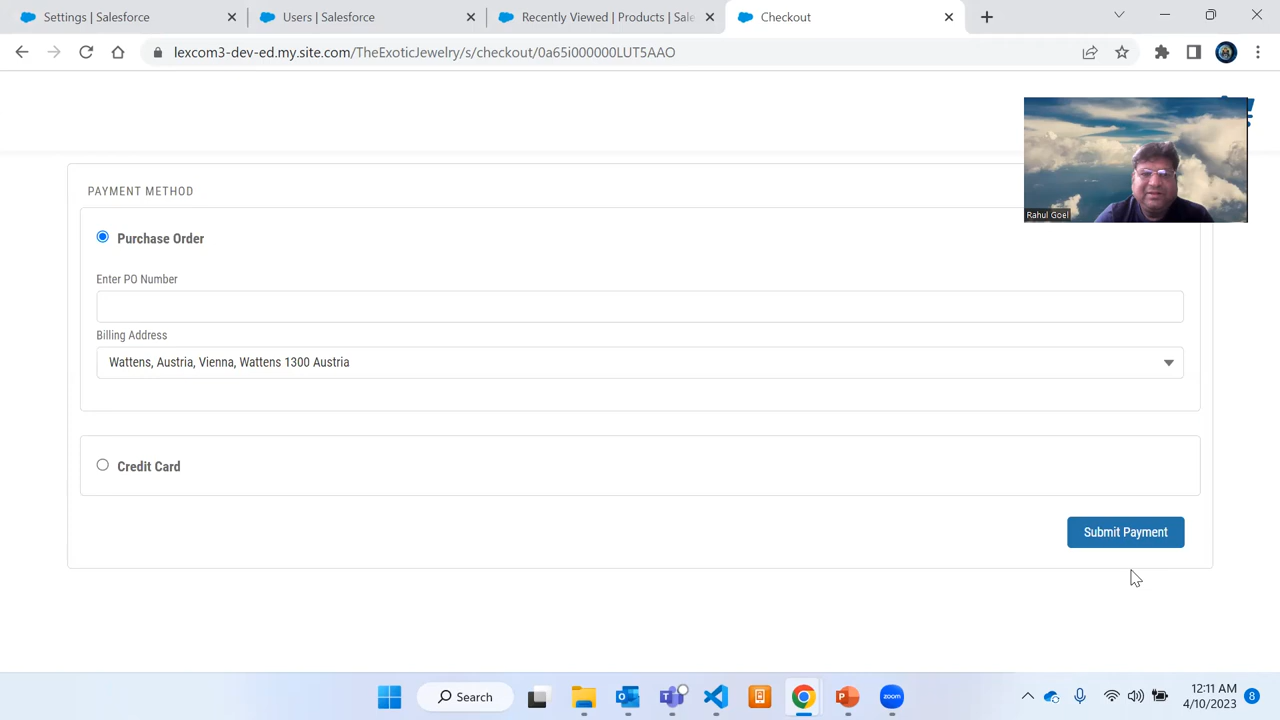 Settings | Salesforce
Users | Salesforce
Recently Viewed | Products | Sale
Checkout
lexcom3-dev-ed.my.site.com/TheExoticJewelry/s/checkout/0a65i000000LUT5AAO
Rahul Goel
PAYMENT METHOD
Purchase Order
Enter PO Number
Billing Address
Wattens, Austria, Vienna, Wattens 1300 Austria
Credit Card
Submit Payment
Search
zoom
12:11 AM
4/10/2023
8